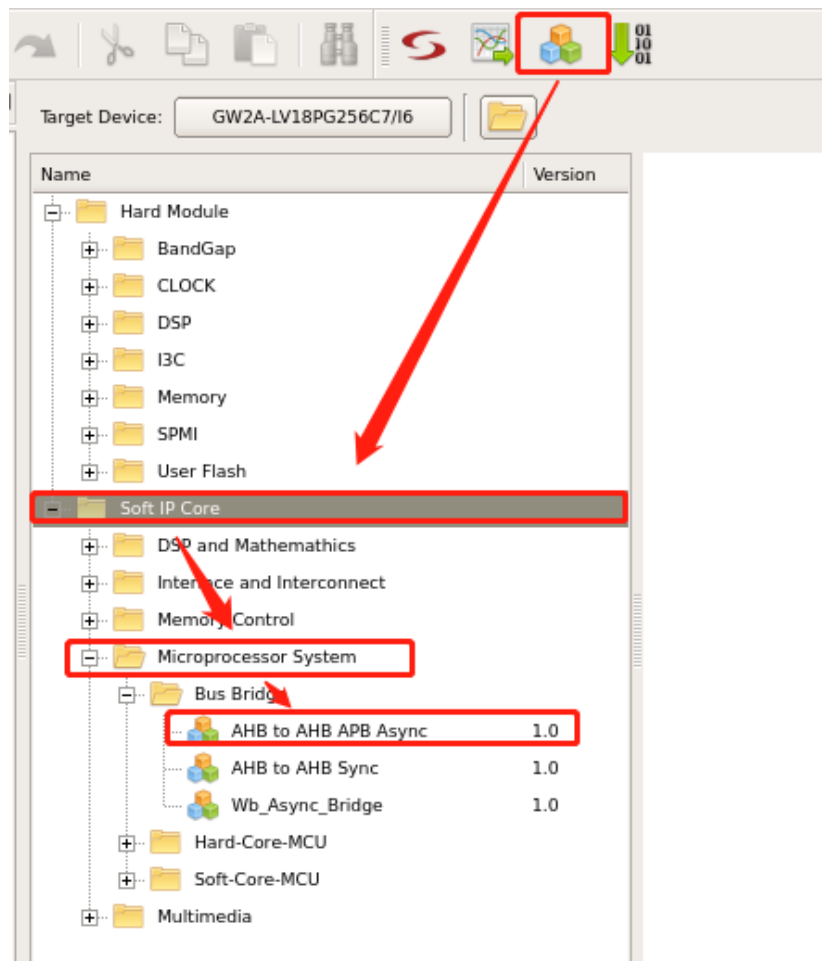 01
10
01
Target Device: GW2A-LV18PG256C7/I6
Name Version
Hard Module
BandGap
CLOCK
DSP
I3C
Memory
SPMI
User Flash
Soft IP Core
DSP and Mathemathics
Interface and Interconnect
Memory Control
Microprocessor System
Bus Bridge
AHB to AHB APB Async 1.0
AHB to AHB Sync 1.0
Wb_Async_Bridge 1.0
Hard-Core-MCU
Soft-Core-MCU
Multimedia